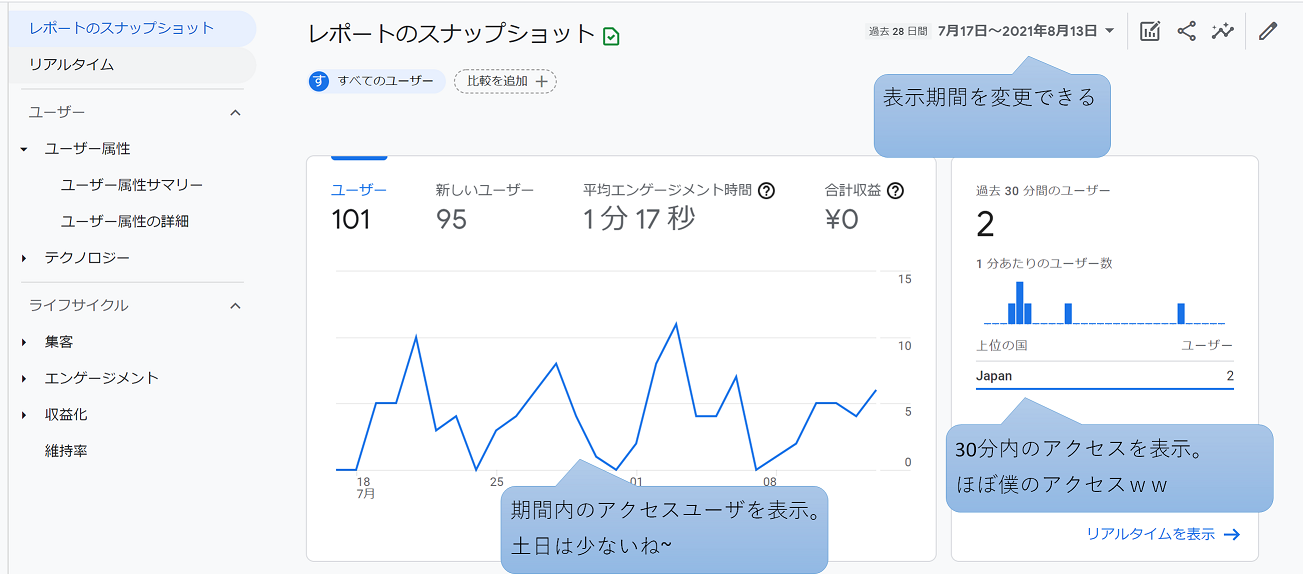 レポートのスナップショット
リアルタイム
ユーザー
ユーザー属性
ユーザー属性サマリー
ユーザー属性の詳細
テクノロジー
ライフサイクル
集客
エンゲージメント
収益化
維持率
レポートのスナップショット
過去 28 日間 7月17日～2021年8月13日
す すべてのユーザー 比較を追加 ＋
表示期間を変更できる
ユーザー 新しいユーザー 平均エンゲージメント時間 合計収益
101 95 1 分 17 秒 ¥0
15
10
5
0
18 25 01 08
7月
期間内のアクセスユーザを表示。
土日は少ないね~
過去 30 分間のユーザー
2
1 分あたりのユーザー数
上位の国 ユーザー
Japan 2
30分内のアクセスを表示。
ほぼ僕のアクセスｗｗ
リアルタイムを表示 →